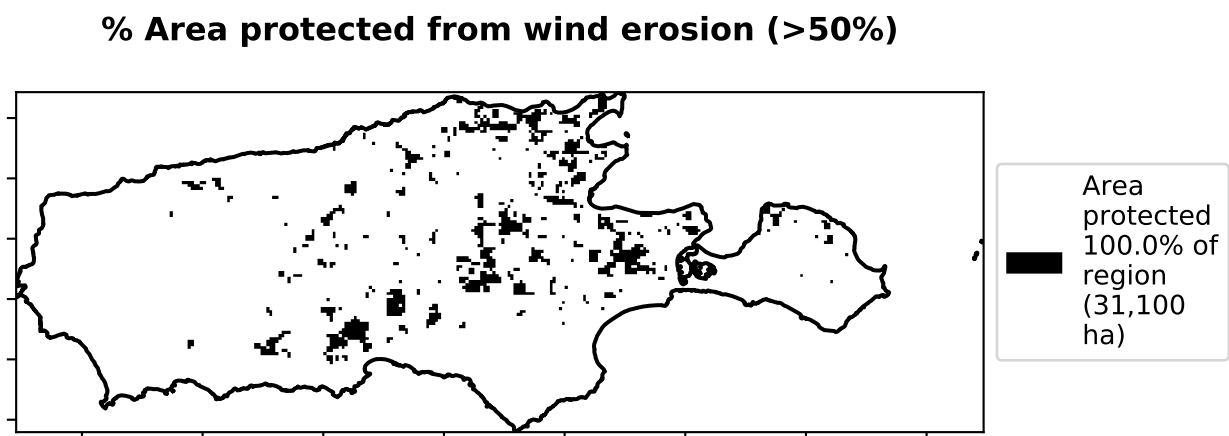 % Area protected from wind erosion (>50%)
Area
protected
100.0% of
region
(31,100
ha)